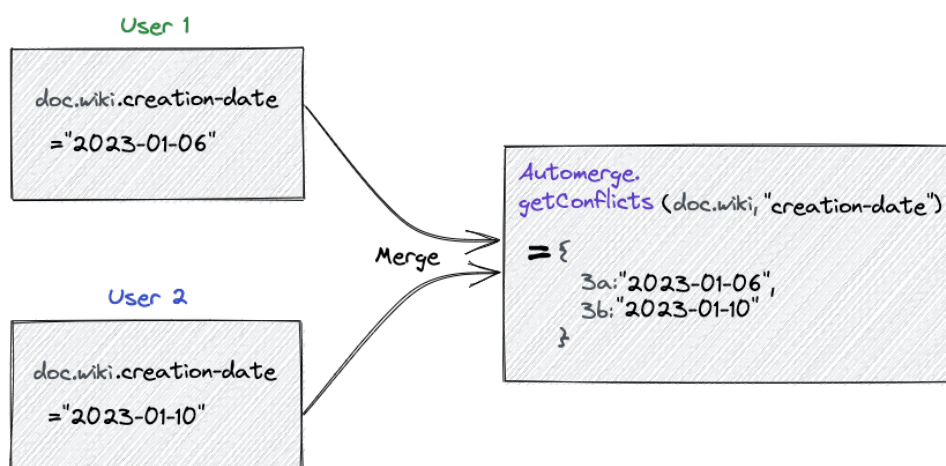 User 1
doc.wiki.creation-date
="2023-01-06"
User 2
doc.wiki.creation-date
="2023-01-10"
Merge
Automerge.
getConflicts (doc.wiki, "creation-date")
= {
3a:"2023-01-06",
3b:"2023-01-10"
}